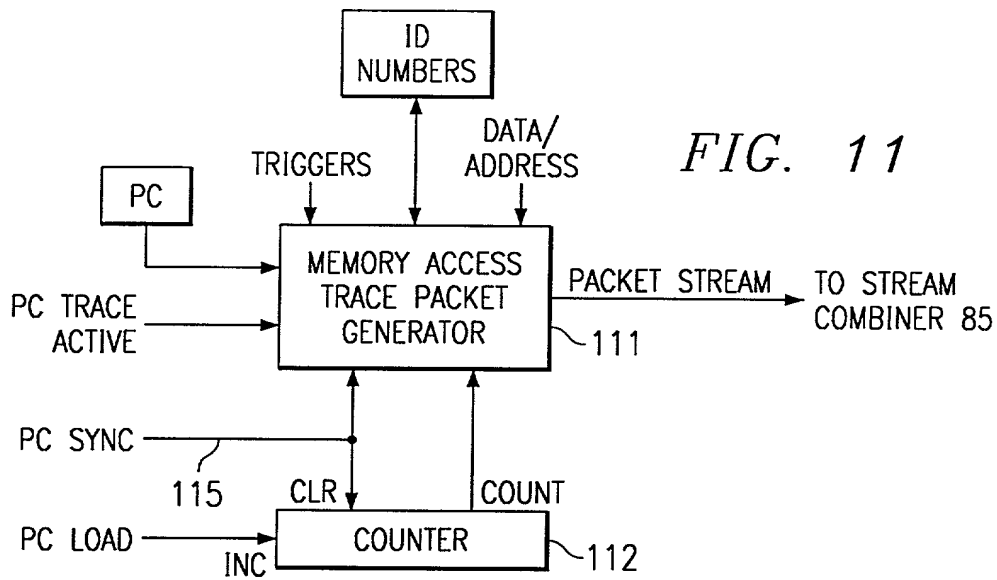 ID
NUMBERS
DATA/
ADDRESS
FIG. 11
TRIGGERS
PC
MEMORY ACCESS
TRACE PACKET
GENERATOR
PACKET STREAM
TO STREAM
COMBINER 85
PC TRACE
ACTIVE
111
PC SYNC
115
CLR
COUNT
PC LOAD
INC
COUNTER
112